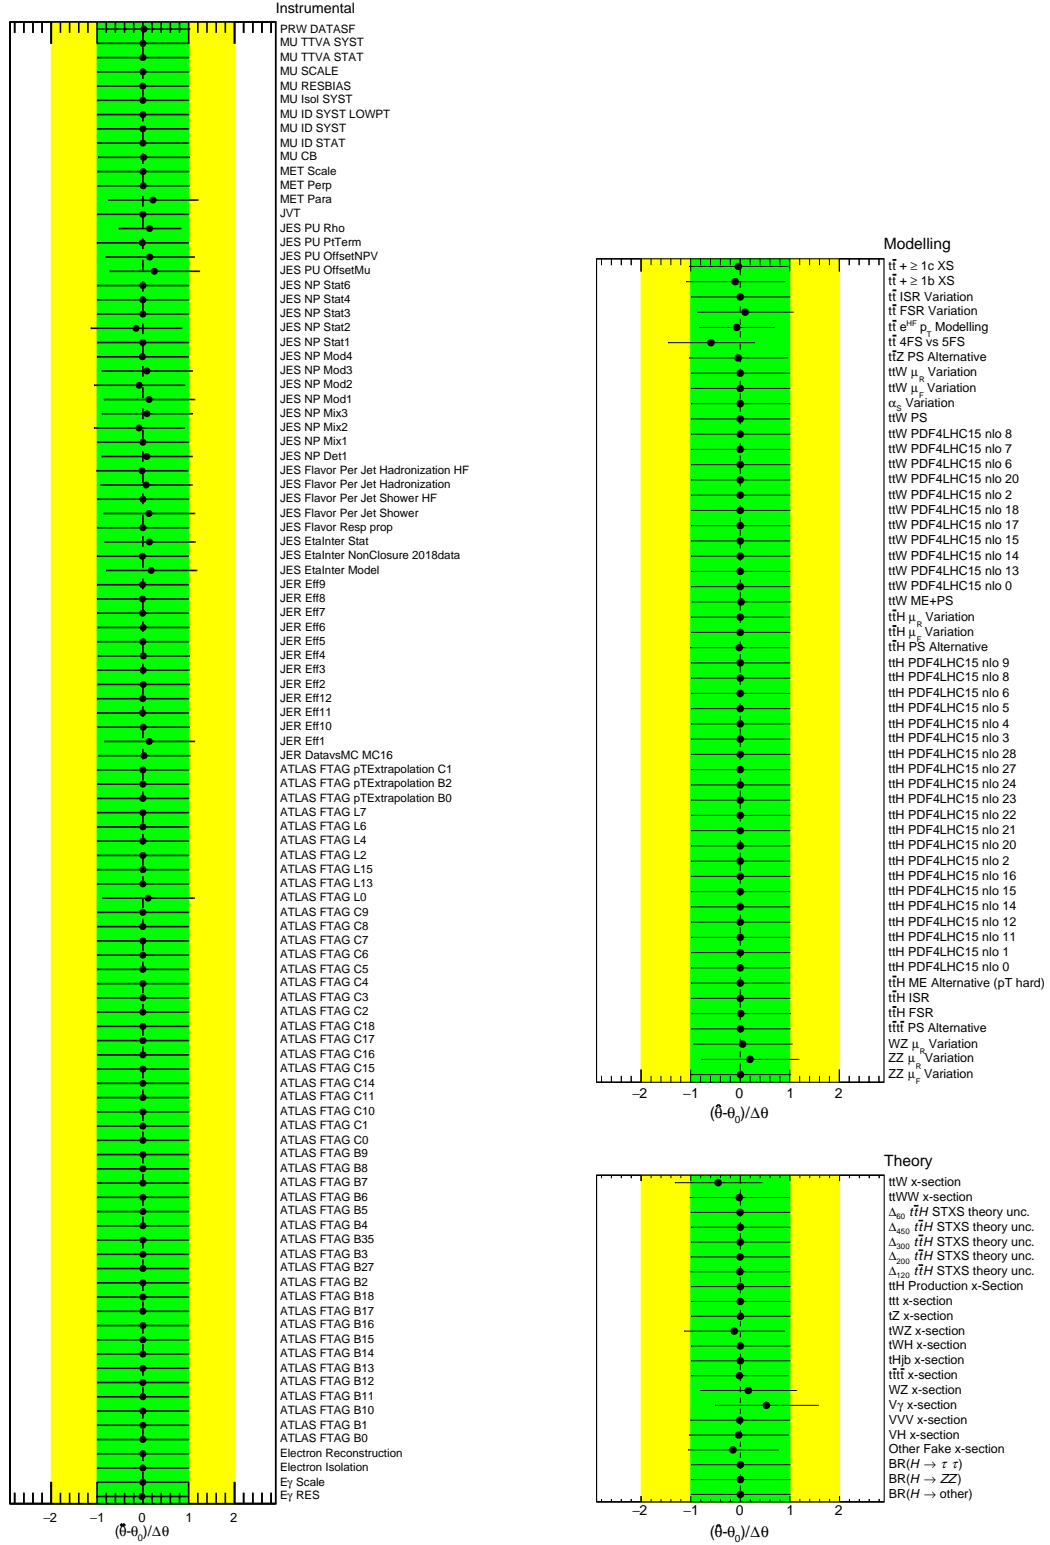 Instrumental
PRW DATASF
MU TTVA SYST
MU TTVA STAT
MU SCALE
MU RESBIAS
MU Isol SYST
MU ID SYST LOWPT
MU ID SYST
MU ID STAT
MU CB
MET Scale
MET Perp
MET Para
JVT
JES PU Rho
JES PU PtTerm
JES PU OffsetNPV
JES PU OffsetMu
JES NP Stat6
JES NP Stat4
JES NP Stat3
JES NP Stat2
JES NP Stat1
JES NP Mod4
JES NP Mod3
JES NP Mod2
JES NP Mod1
JES NP Mix3
JES NP Mix2
JES NP Mix1
JES NP Det1
JES Flavor Per Jet Hadronization HF
JES Flavor Per Jet Hadronization
JES Flavor Per Jet Shower HF
JES Flavor Per Jet Shower
JES Flavor Resp prop
JES EtaInter Stat
JES EtaInter NonClosure 2018data
JES EtaInter Model
JER Eff9
JER Eff8
JER Eff7
JER Eff6
JER Eff5
JER Eff4
JER Eff3
JER Eff2
JER Eff12
JER Eff11
JER Eff10
JER Eff1
JER DatavsMC MC16
ATLAS FTAG pTExtrapolation C1
ATLAS FTAG pTExtrapolation B2
ATLAS FTAG pTExtrapolation B0
ATLAS FTAG L7
ATLAS FTAG L6
ATLAS FTAG L4
ATLAS FTAG L2
ATLAS FTAG L15
ATLAS FTAG L13
ATLAS FTAG L0
ATLAS FTAG C9
ATLAS FTAG C8
ATLAS FTAG C7
ATLAS FTAG C6
ATLAS FTAG C5
ATLAS FTAG C4
ATLAS FTAG C3
ATLAS FTAG C2
ATLAS FTAG C18
ATLAS FTAG C17
ATLAS FTAG C16
ATLAS FTAG C15
ATLAS FTAG C14
ATLAS FTAG C11
ATLAS FTAG C10
ATLAS FTAG C1
ATLAS FTAG C0
ATLAS FTAG B9
ATLAS FTAG B8
ATLAS FTAG B7
ATLAS FTAG B6
ATLAS FTAG B5
ATLAS FTAG B4
ATLAS FTAG B35
ATLAS FTAG B3
ATLAS FTAG B27
ATLAS FTAG B2
ATLAS FTAG B18
ATLAS FTAG B17
ATLAS FTAG B16
ATLAS FTAG B15
ATLAS FTAG B14
ATLAS FTAG B13
ATLAS FTAG B12
ATLAS FTAG B11
ATLAS FTAG B10
ATLAS FTAG B1
ATLAS FTAG B0
Electron Reconstruction
Electron Isolation
Eγ Scale
Eγ RES
−2 −1 0 1 2
(θ̂-θ₀)/Δθ
Modelling
tt̄ + ≥ 1c XS
tt̄ + ≥ 1b XS
tt̄ ISR Variation
tt̄ FSR Variation
tt̄ e^HF p_T Modelling
tt̄ 4FS vs 5FS
tt̄Z PS Alternative
ttW μ_R Variation
ttW μ_F Variation
α_S Variation
ttW PS
ttW PDF4LHC15 nlo 8
ttW PDF4LHC15 nlo 7
ttW PDF4LHC15 nlo 6
ttW PDF4LHC15 nlo 20
ttW PDF4LHC15 nlo 2
ttW PDF4LHC15 nlo 18
ttW PDF4LHC15 nlo 17
ttW PDF4LHC15 nlo 15
ttW PDF4LHC15 nlo 14
ttW PDF4LHC15 nlo 13
ttW PDF4LHC15 nlo 0
ttW ME+PS
tt̄H μ_R Variation
tt̄H μ_F Variation
tt̄H PS Alternative
ttH PDF4LHC15 nlo 9
ttH PDF4LHC15 nlo 8
ttH PDF4LHC15 nlo 6
ttH PDF4LHC15 nlo 5
ttH PDF4LHC15 nlo 4
ttH PDF4LHC15 nlo 3
ttH PDF4LHC15 nlo 28
ttH PDF4LHC15 nlo 27
ttH PDF4LHC15 nlo 24
ttH PDF4LHC15 nlo 23
ttH PDF4LHC15 nlo 22
ttH PDF4LHC15 nlo 21
ttH PDF4LHC15 nlo 20
ttH PDF4LHC15 nlo 2
ttH PDF4LHC15 nlo 16
ttH PDF4LHC15 nlo 15
ttH PDF4LHC15 nlo 14
ttH PDF4LHC15 nlo 12
ttH PDF4LHC15 nlo 11
ttH PDF4LHC15 nlo 1
ttH PDF4LHC15 nlo 0
tt̄H ME Alternative (pT hard)
tt̄H ISR
tt̄H FSR
tt̄tt̄ PS Alternative
WZ μ_R Variation
ZZ μ_R Variation
ZZ μ_F Variation
−2 −1 0 1 2
(θ̂-θ₀)/Δθ
Theory
ttW x-section
ttWW x-section
Δ₆₀ tt̄H STXS theory unc.
Δ₄₅₀ tt̄H STXS theory unc.
Δ₃₀₀ tt̄H STXS theory unc.
Δ₂₀₀ tt̄H STXS theory unc.
Δ₁₂₀ tt̄H STXS theory unc.
ttH Production x-Section
ttt x-section
tZ x-section
tWZ x-section
tWH x-section
tHjb x-section
tt̄tt̄ x-section
WZ x-section
Vγ x-section
VVV x-section
VH x-section
Other Fake x-section
BR(H → τ τ)
BR(H → ZZ)
BR(H → other)
−2 −1 0 1 2
(θ̂-θ₀)/Δθ